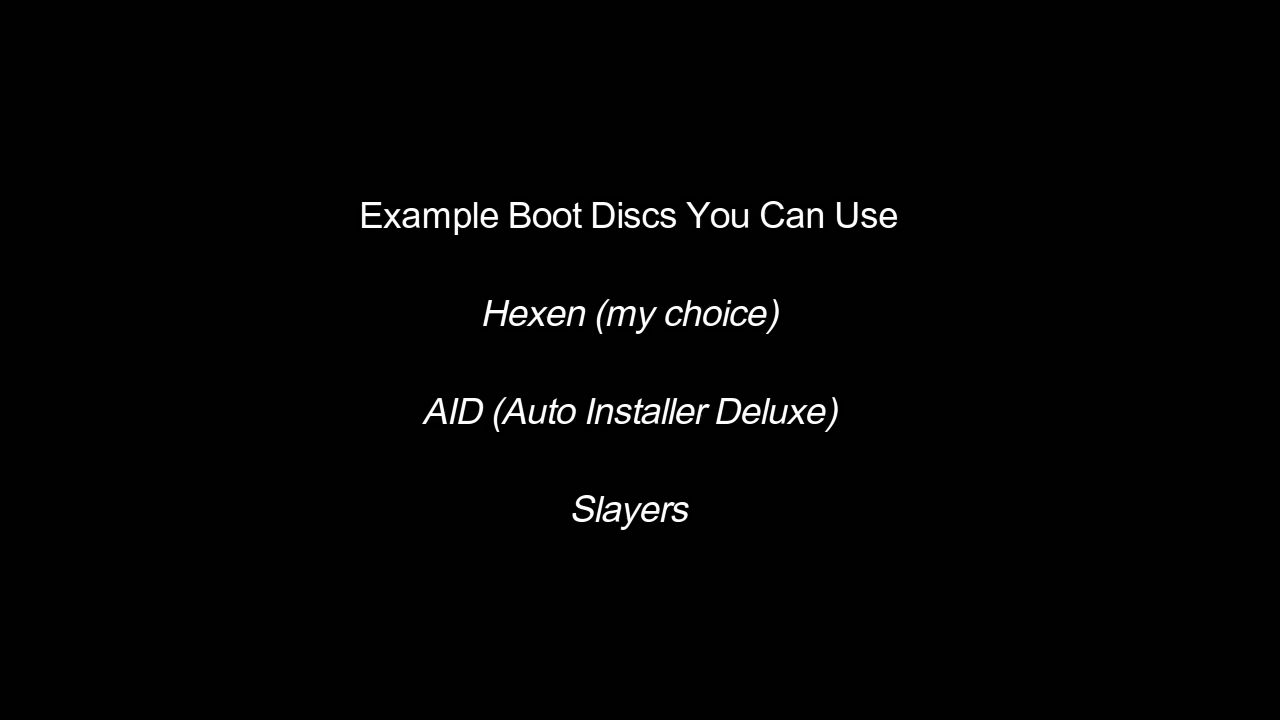 Example Boot Discs You Can Use
Hexen (my choice)
AID (Auto Installer Deluxe)
Slayers